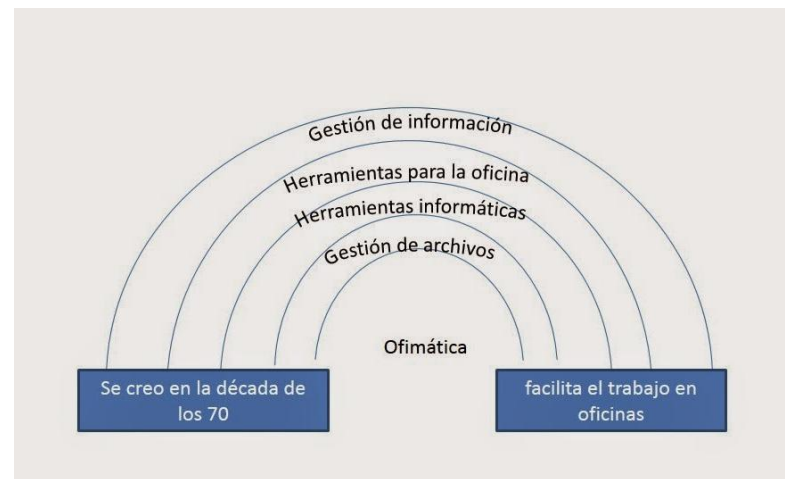 Gestión de información
Herramientas para la oficina
Herramientas informáticas
Gestión de archivos
Ofimática
Se creo en la década de
los 70
facilita el trabajo en
oficinas